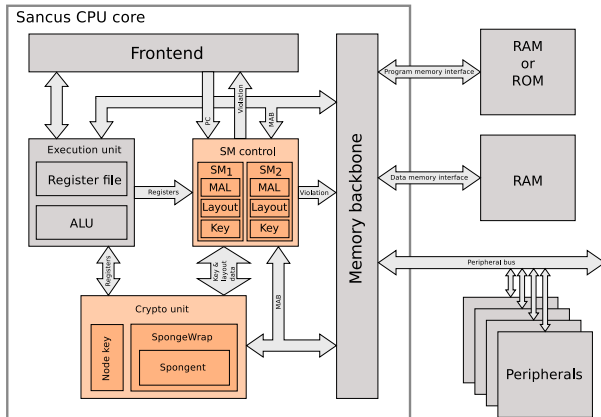 Sancus CPU core
Frontend
RAM
or
ROM
Program memory interface
PC
Violation
MAB
Execution unit
Register file
ALU
Registers
SM control
SM1
MAL
Layout
Key
SM2
MAL
Layout
Key
Violation
Memory backbone
Data memory interface
RAM
Registers
Key &
layout
data
MAB
Peripheral bus
Crypto unit
Node key
SpongeWrap
Spongent
Peripherals